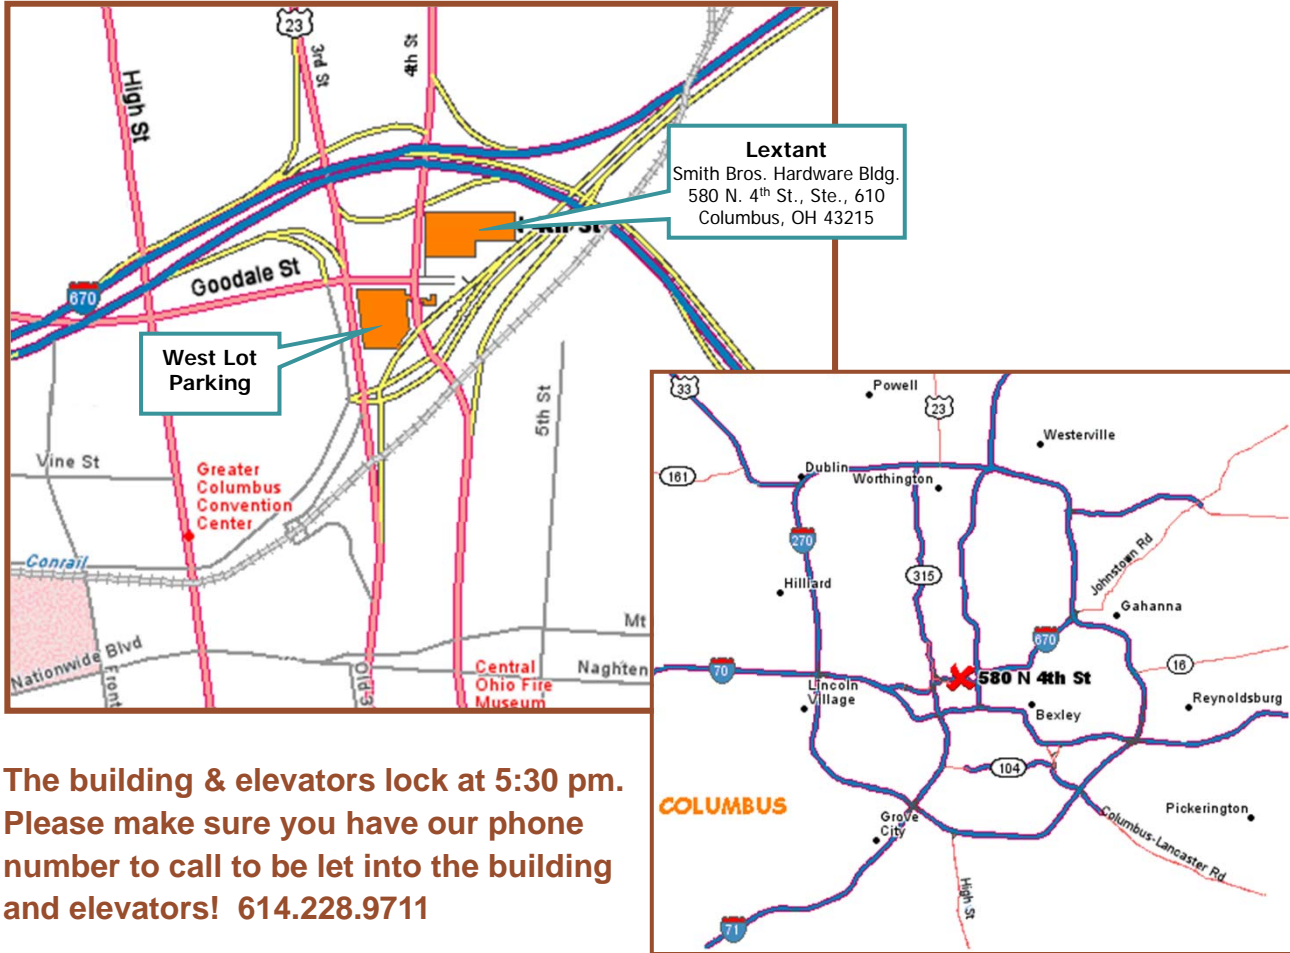 23
3rd St
4th St
High St
Lextant
Smith Bros. Hardware Bldg.
580 N. 4th St., Ste., 610
Columbus, OH 43215
Goodale St
670
West Lot
Parking
5th St
Vine St
Greater
Columbus
Convention
Center
Conrail
Nationwide Blvd
Front
Mt
Naghten
Central
Ohio Fire
Museum
33
Powell
23
Westerville
161
Dublin
Worthington
270
315
Johnstown Rd
Hilliard
Gahanna
670
70
580 N 4th St
16
Lincoln
Village
Bexley
Reynoldsburg
104
COLUMBUS
Grove
City
Pickerington
Columbus-Lancaster Rd
High St
71
The building & elevators lock at 5:30 pm.
Please make sure you have our phone
number to call to be let into the building
and elevators! 614.228.9711